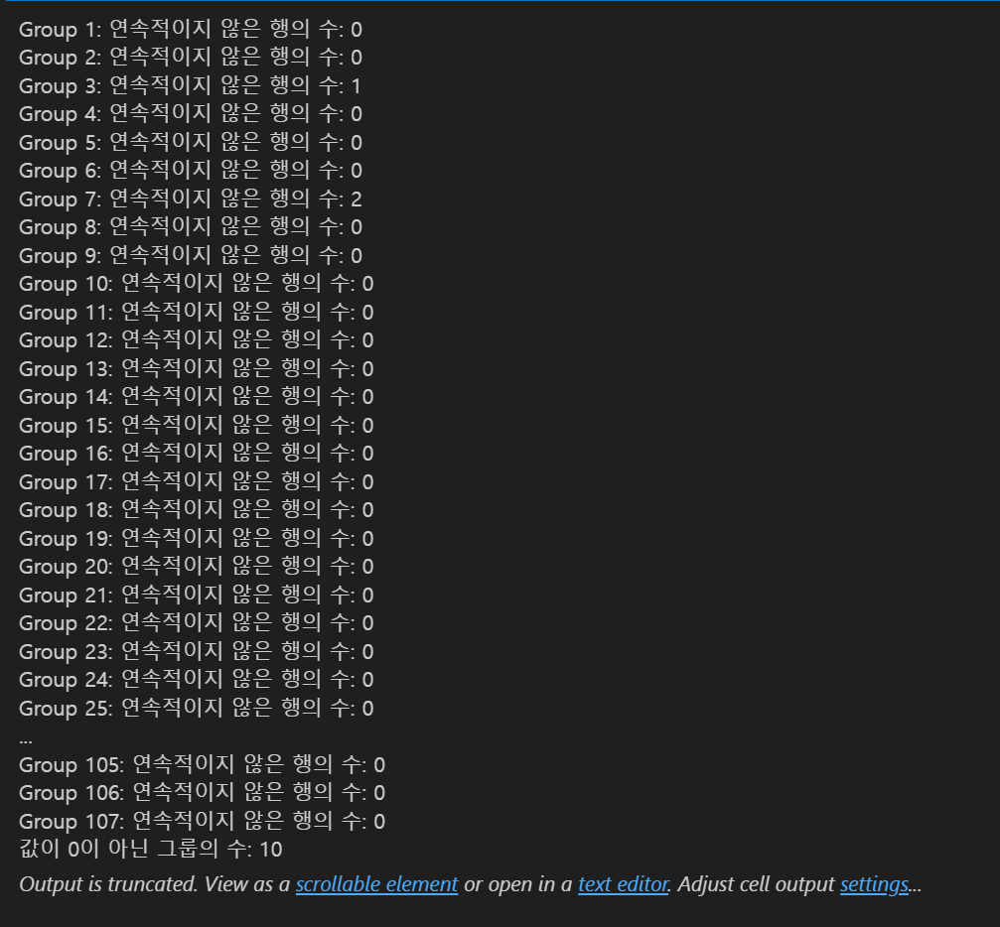 Group 1: 연속적이지 않은 행의 수: 0
Group 2: 연속적이지 않은 행의 수: 0
Group 3: 연속적이지 않은 행의 수: 1
Group 4: 연속적이지 않은 행의 수: 0
Group 5: 연속적이지 않은 행의 수: 0
Group 6: 연속적이지 않은 행의 수: 0
Group 7: 연속적이지 않은 행의 수: 2
Group 8: 연속적이지 않은 행의 수: 0
Group 9: 연속적이지 않은 행의 수: 0
Group 10: 연속적이지 않은 행의 수: 0
Group 11: 연속적이지 않은 행의 수: 0
Group 12: 연속적이지 않은 행의 수: 0
Group 13: 연속적이지 않은 행의 수: 0
Group 14: 연속적이지 않은 행의 수: 0
Group 15: 연속적이지 않은 행의 수: 0
Group 16: 연속적이지 않은 행의 수: 0
Group 17: 연속적이지 않은 행의 수: 0
Group 18: 연속적이지 않은 행의 수: 0
Group 19: 연속적이지 않은 행의 수: 0
Group 20: 연속적이지 않은 행의 수: 0
Group 21: 연속적이지 않은 행의 수: 0
Group 22: 연속적이지 않은 행의 수: 0
Group 23: 연속적이지 않은 행의 수: 0
Group 24: 연속적이지 않은 행의 수: 0
Group 25: 연속적이지 않은 행의 수: 0
...
Group 105: 연속적이지 않은 행의 수: 0
Group 106: 연속적이지 않은 행의 수: 0
Group 107: 연속적이지 않은 행의 수: 0
값이 0이 아닌 그룹의 수: 10
Output is truncated. View as a scrollable element or open in a text editor. Adjust cell output settings...